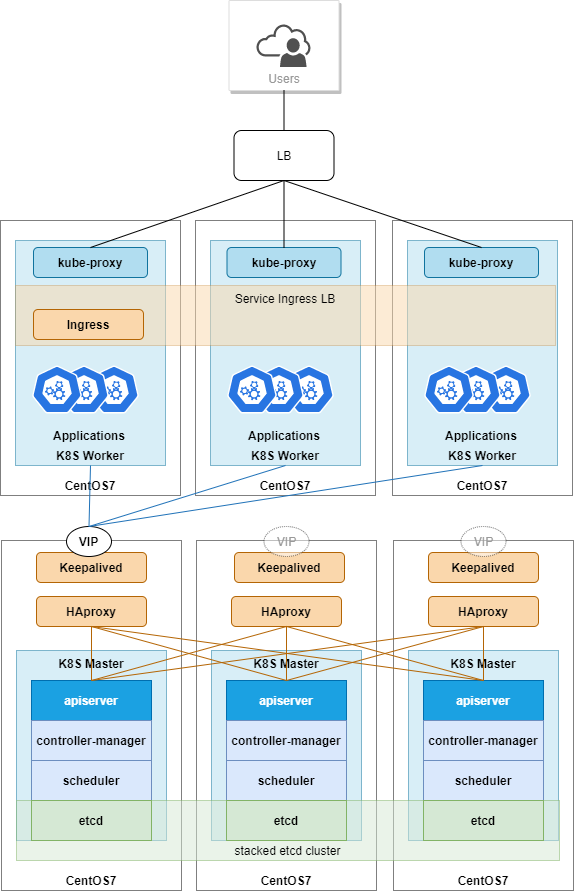 Users
LB
kube-proxy kube-proxy kube-proxy
Service Ingress LB
Ingress
Applications Applications Applications
K8S Worker K8S Worker K8S Worker
CentOS7 CentOS7 CentOS7
VIP VIP VIP
Keepalived Keepalived Keepalived
HAproxy HAproxy HAproxy
K8S Master K8S Master K8S Master
apiserver apiserver apiserver
controller-manager controller-manager controller-manager
scheduler scheduler scheduler
etcd etcd etcd
stacked etcd cluster
CentOS7 CentOS7 CentOS7